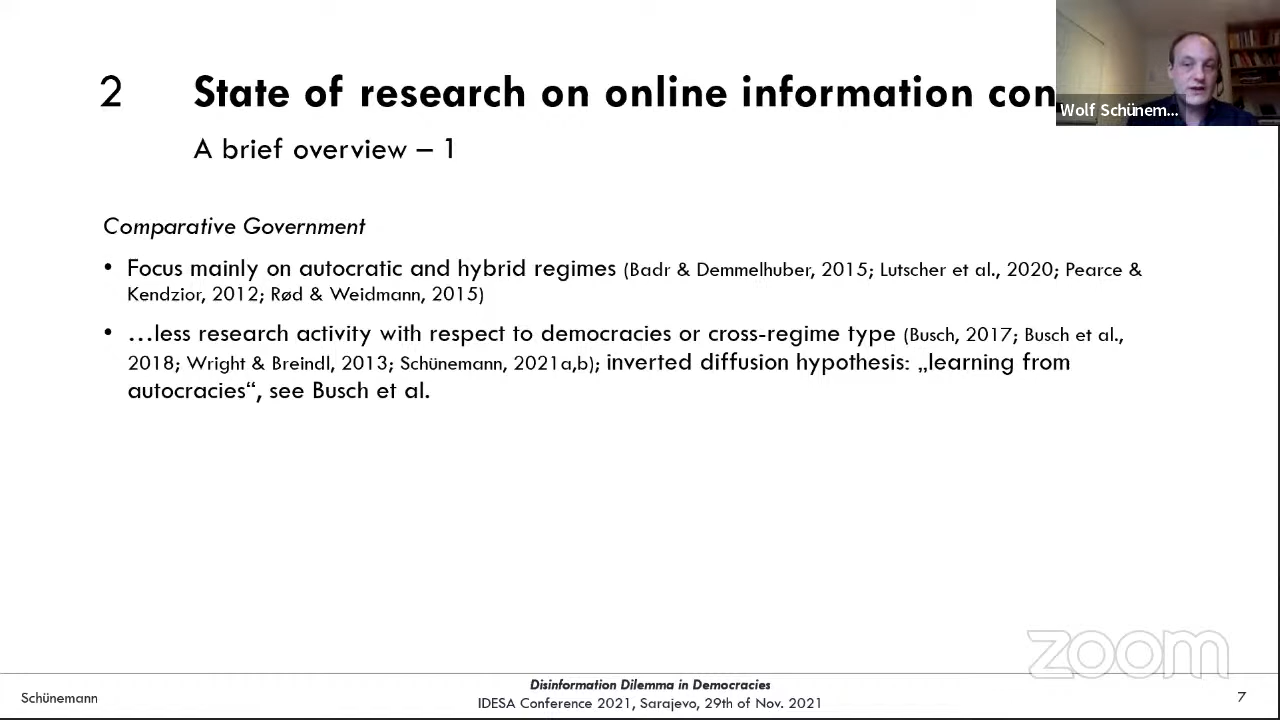 2 State of research on online information con
Wolf Schünem...
A brief overview – 1
Comparative Government
• Focus mainly on autocratic and hybrid regimes (Badr & Demmelhuber, 2015; Lutscher et al., 2020; Pearce &
Kendzior, 2012; Rød & Weidmann, 2015)
• …less research activity with respect to democracies or cross-regime type (Busch, 2017; Busch et al.,
2018; Wright & Breindl, 2013; Schünemann, 2021a,b); inverted diffusion hypothesis: „learning from
autocracies“, see Busch et al.
zoom
Disinformation Dilemma in Democracies
Schünemann
IDESA Conference 2021, Sarajevo, 29th of Nov. 2021
7